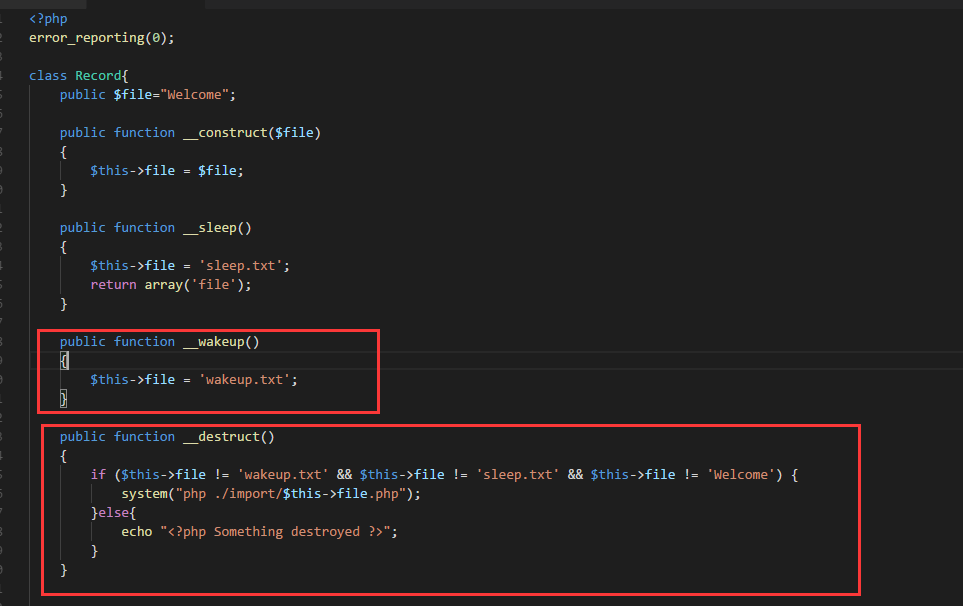 <?php
error_reporting(0);
class Record{
public $file="Welcome";
public function __construct($file)
{
$this->file = $file;
}
public function __sleep()
{
$this->file = 'sleep.txt';
return array('file');
}
public function __wakeup()
{
$this->file = 'wakeup.txt';
}
public function __destruct()
{
if ($this->file != 'wakeup.txt' && $this->file != 'sleep.txt' && $this->file != 'Welcome') {
system("php ./import/$this->file.php");
}else{
echo "<?php Something destroyed ?>";
}
}